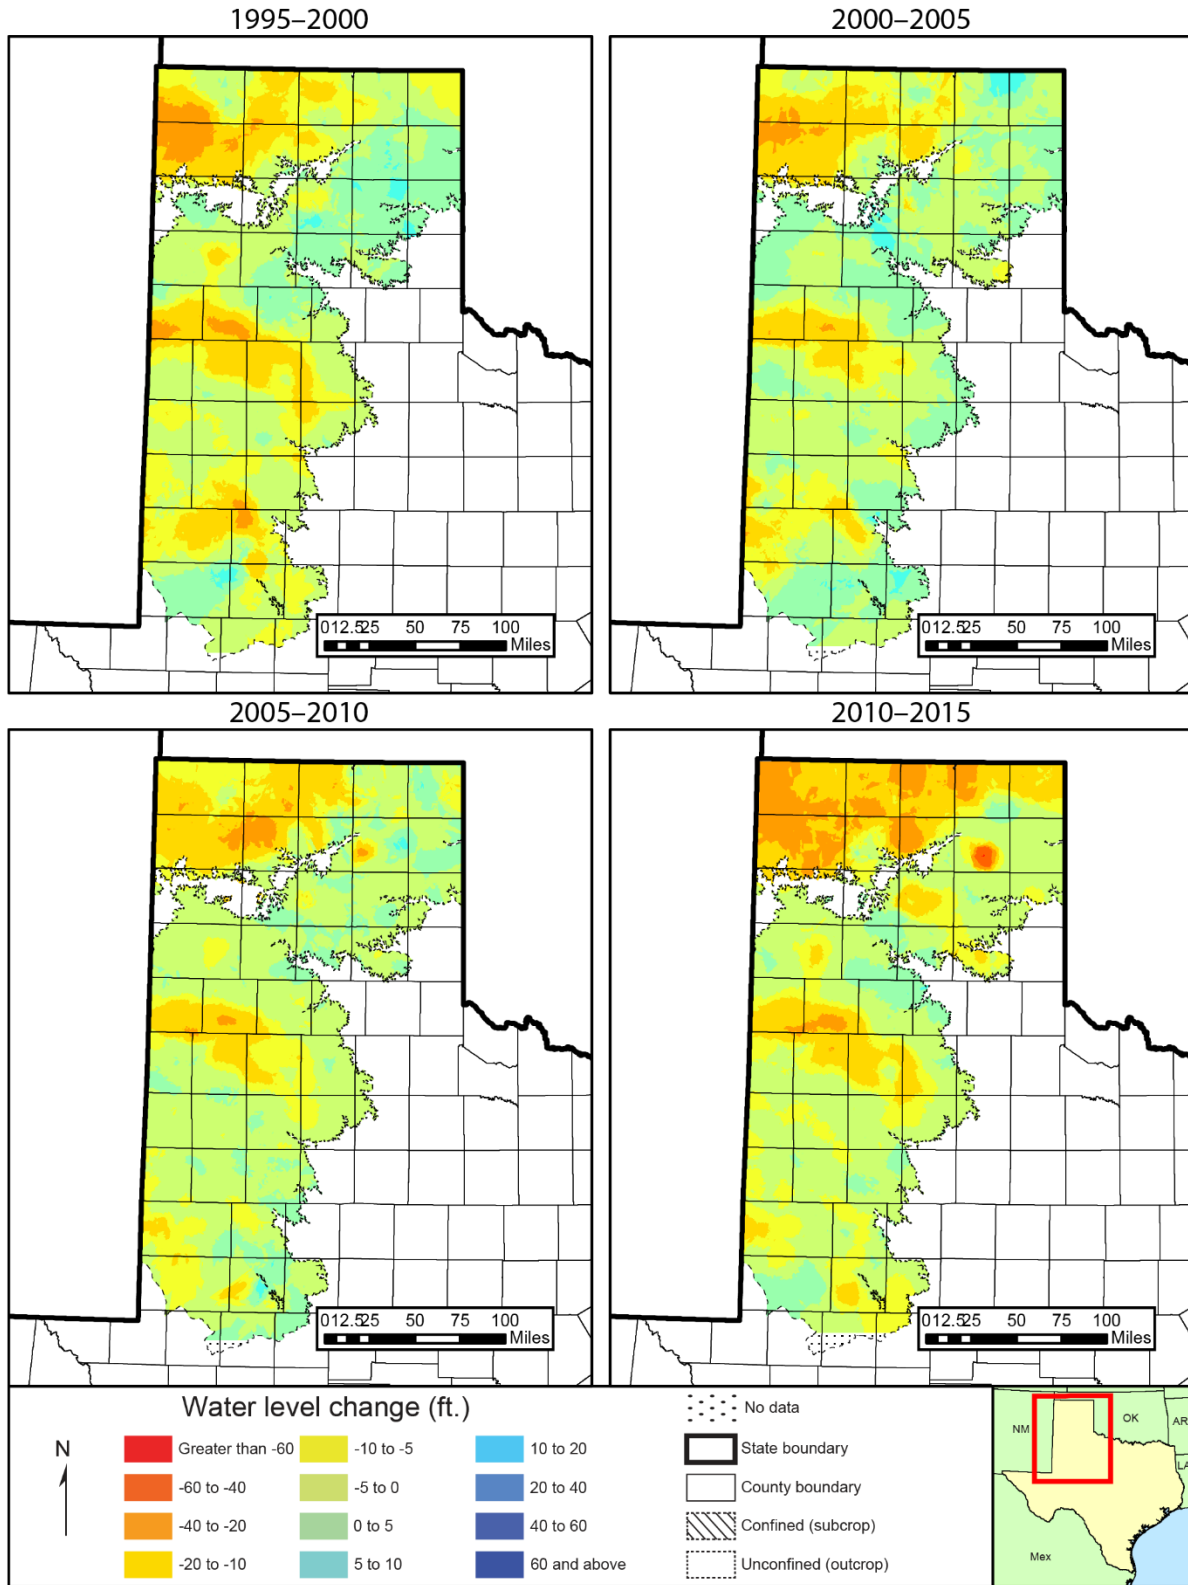 1995–2000
2000–2005
012.525 50 75 100
Miles
012.525 50 75 100
Miles
2005–2010
2010–2015
012.525 50 75 100
Miles
012.525 50 75 100
Miles
Water level change (ft.)
N
Greater than -60
-60 to -40
-40 to -20
-20 to -10
-10 to -5
-5 to 0
0 to 5
5 to 10
10 to 20
20 to 40
40 to 60
60 and above
No data
State boundary
County boundary
Confined (subcrop)
Unconfined (outcrop)
NM
OK
AR
LA
Mex